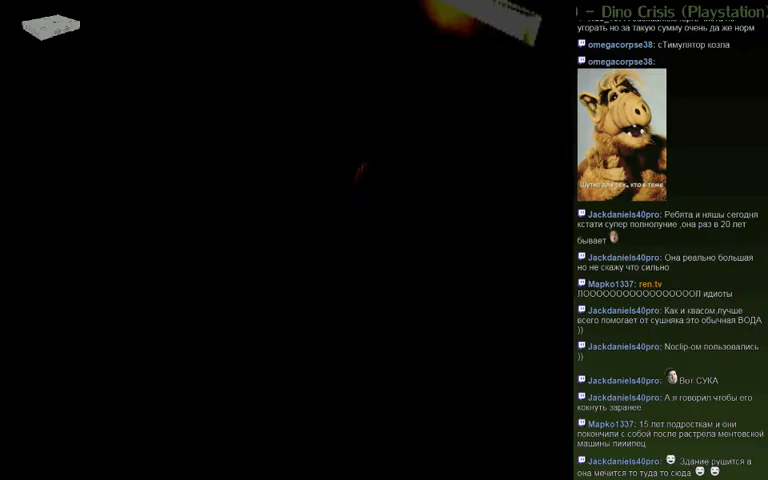 – Dino Crisis (Playstation)
угорать но за такую сумму очень да же норм
omegacorpse38: сТимулятор козла
omegacorpse38:
Шутка для тех, кто в теме
Jackdaniels40pro: Ребята и няшы сегодня
кстати супер полнолуние ,она раз в 20 лет
бывает
Jackdaniels40pro: Она реально большая
но не скажу что сильно
Mapko1337: ren.tv
ЛОООООООООООООООООЛ идиоты
Jackdaniels40pro: Как и квасом,лучше
всего помогает от сушняка это обычная ВОДА
))
Jackdaniels40pro: Noclip-ом пользовались
))
Jackdaniels40pro: Вот СУКА
Jackdaniels40pro: А я говорил чтобы его
кокнуть заранее
Mapko1337: 15 лет подросткам и они
покончили с собой после растрела ментовской
машины пииипец
Jackdaniels40pro: Здание рушится а
она мечится то туда то сюда